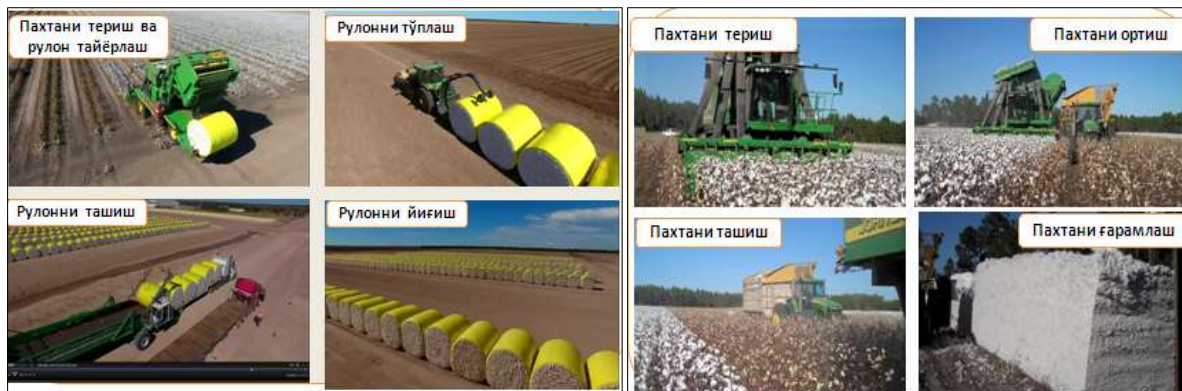 Пахтани териш ва
рулон тайёрлаш
Рулонни тўплаш
Рулонни ташиш
Рулонни йиғиш
Пахтани териш
Пахтани ортиш
Пахтани ташиш
Пахтани ғарамлаш